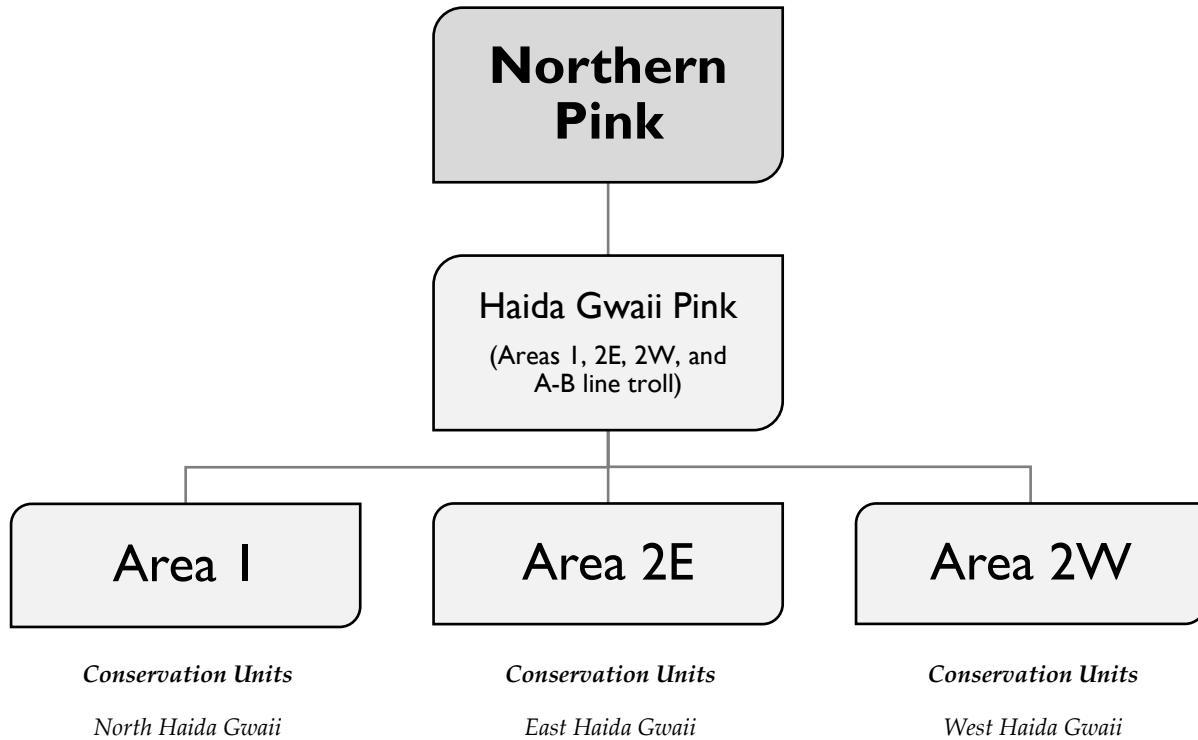 Northern
Pink
Haida Gwaii Pink
(Areas 1, 2E, 2W, and
A-B line troll)
Area 1
Area 2E
Area 2W
Conservation Units
Conservation Units
Conservation Units
North Haida Gwaii
East Haida Gwaii
West Haida Gwaii